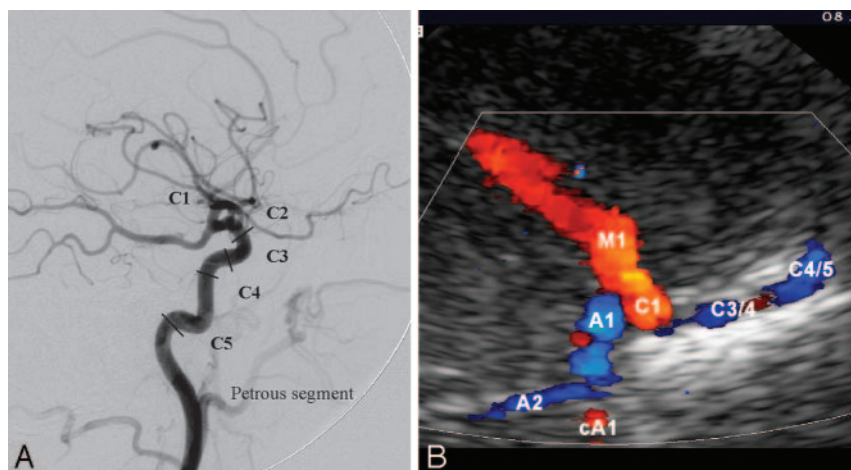 C1
C2
C3
C4
C5
Petrous segment
A
08
M1
C4/5
C1
C3/4
A1
A2
cA1
B